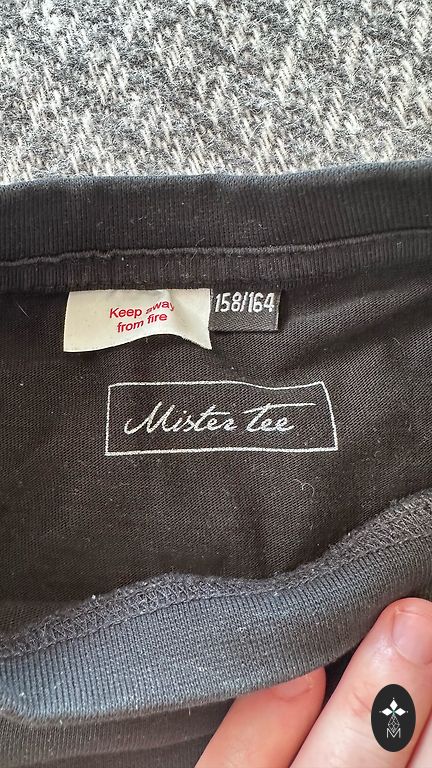 Keep away
from fire
158/164
Mister Tee